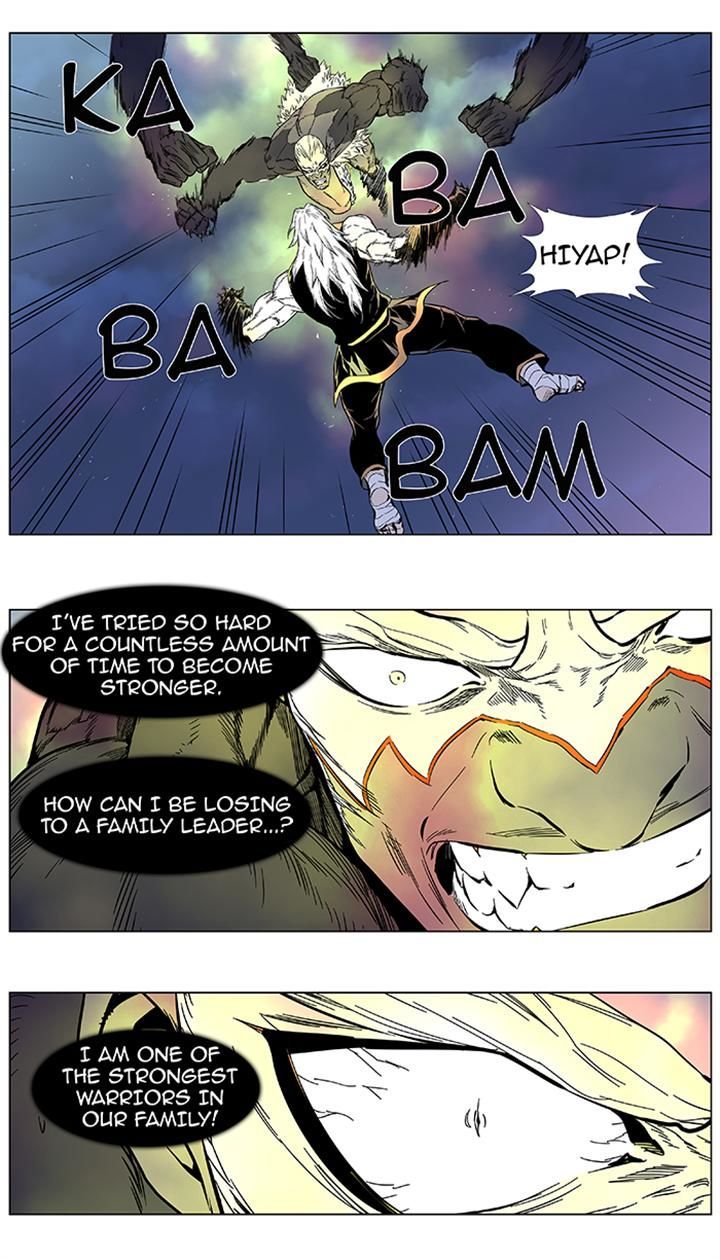 KA
BA
HIYAP!
BA
BAM
I'VE TRIED SO HARD
FOR A COUNTLESS AMOUNT
OF TIME TO BECOME
STRONGER.
HOW CAN I BE LOSING
TO A FAMILY LEADER...?
I AM ONE OF
THE STRONGEST
WARRIORS IN
OUR FAMILY!